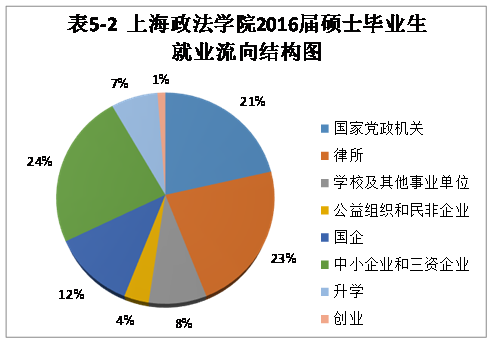 表5-2 上海政法学院2016届硕士毕业生
就业流向结构图
1%
7%
21%
24%
23%
12%
4%
8%
国家党政机关
律所
学校及其他事业单位
公益组织和民非企业
国企
中小企业和三资企业
升学
创业